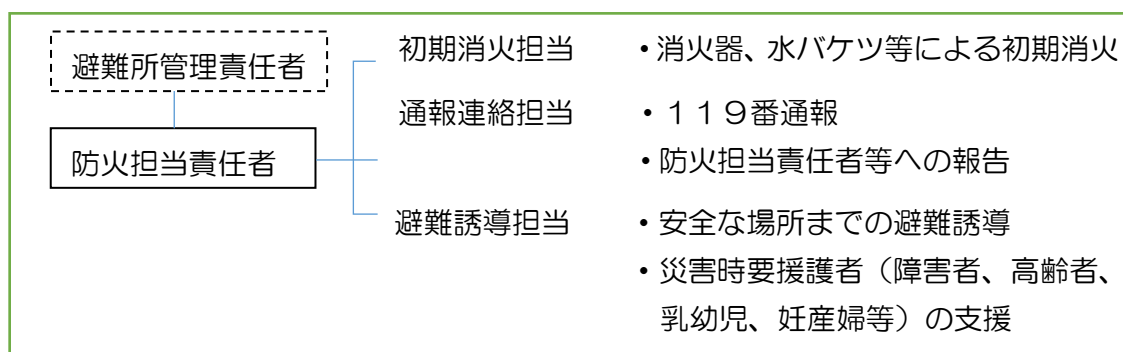 避難所管理責任者
防火担当責任者
初期消火担当 ・消火器、水バケツ等による初期消火
通報連絡担当 ・１１９番通報
・防火担当責任者等への報告
避難誘導担当 ・安全な場所までの避難誘導
・災害時要援護者（障害者、高齢者、
乳幼児、妊産婦等）の支援